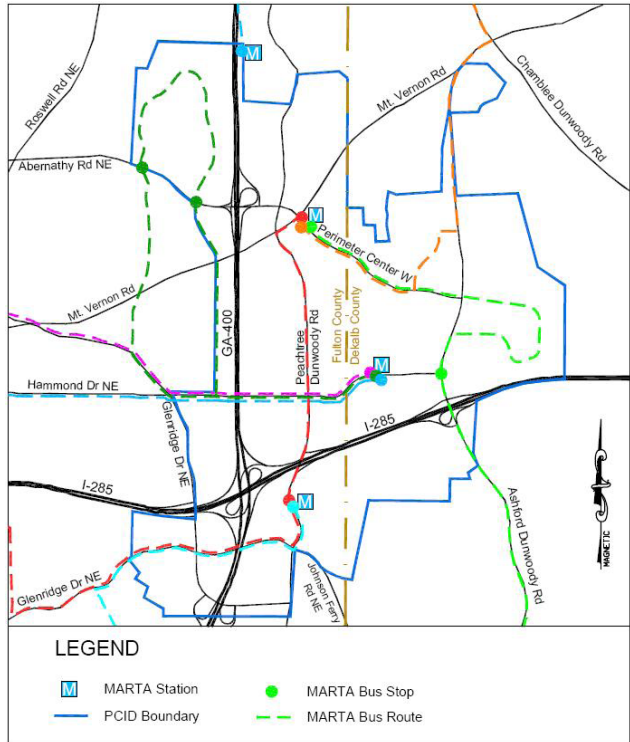 M
Roswell Rd NE
Mt. Vernon Rd
Chamblee Dunwoody Rd
Abernathy Rd NE
M
Perimeter Center W
Mt. Vernon Rd
GA-400
Peachtree
Dunwoody Rd
Fulton County
Dekalb County
M
Hammond Dr NE
Glenridge Dr NE
I-285
I-285
M
Ashford Dunwoody Rd
MAGNETIC
Glenridge Dr NE
Johnson Ferry
Rd NE
LEGEND
M MARTA Station
MARTA Bus Stop
PCID Boundary
MARTA Bus Route